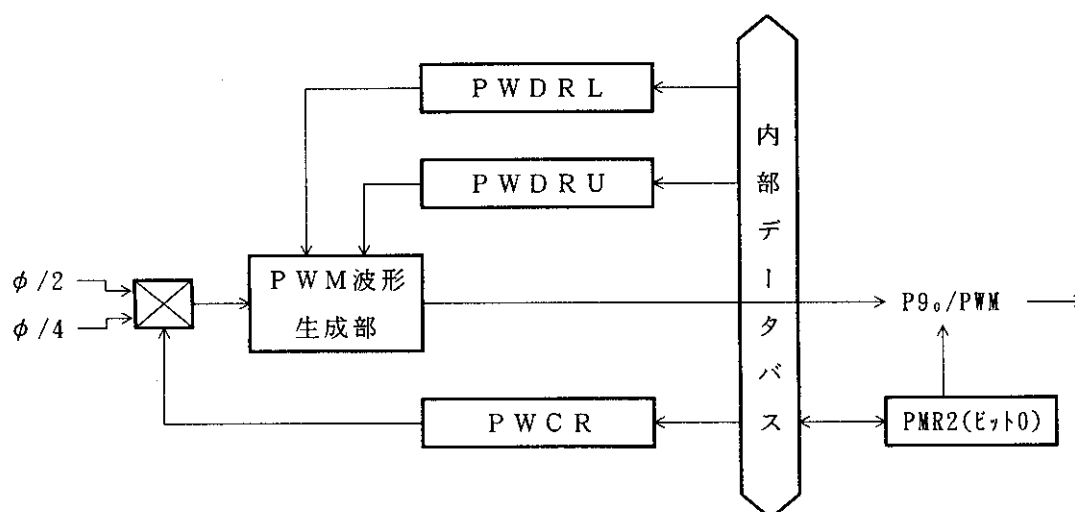 PWDRL
PWDRU
φ/2
φ/4
PWM波形
生成部
内部データバス
P9₀/PWM
PWCR
PMR2(ビット0)